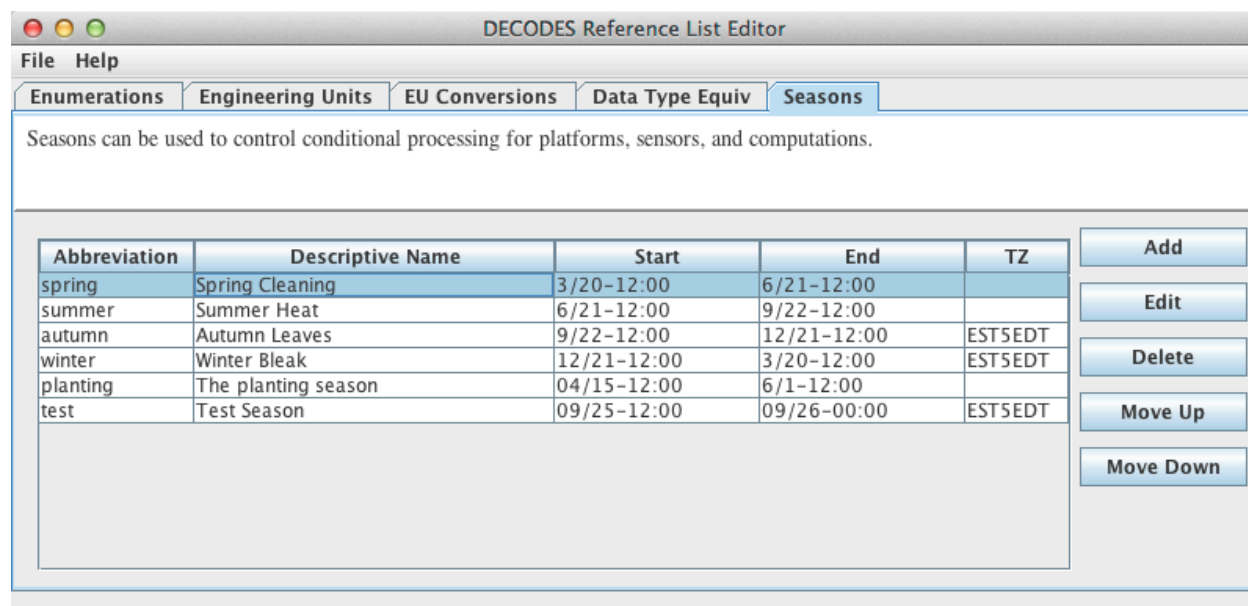 DECODES Reference List Editor
File Help
Enumerations Engineering Units EU Conversions Data Type Equiv Seasons
Seasons can be used to control conditional processing for platforms, sensors, and computations.
Abbreviation Descriptive Name Start End TZ
spring Spring Cleaning 3/20-12:00 6/21-12:00
summer Summer Heat 6/21-12:00 9/22-12:00
autumn Autumn Leaves 9/22-12:00 12/21-12:00 EST5EDT
winter Winter Bleak 12/21-12:00 3/20-12:00 EST5EDT
planting The planting season 04/15-12:00 6/1-12:00
test Test Season 09/25-12:00 09/26-00:00 EST5EDT
Add
Edit
Delete
Move Up
Move Down